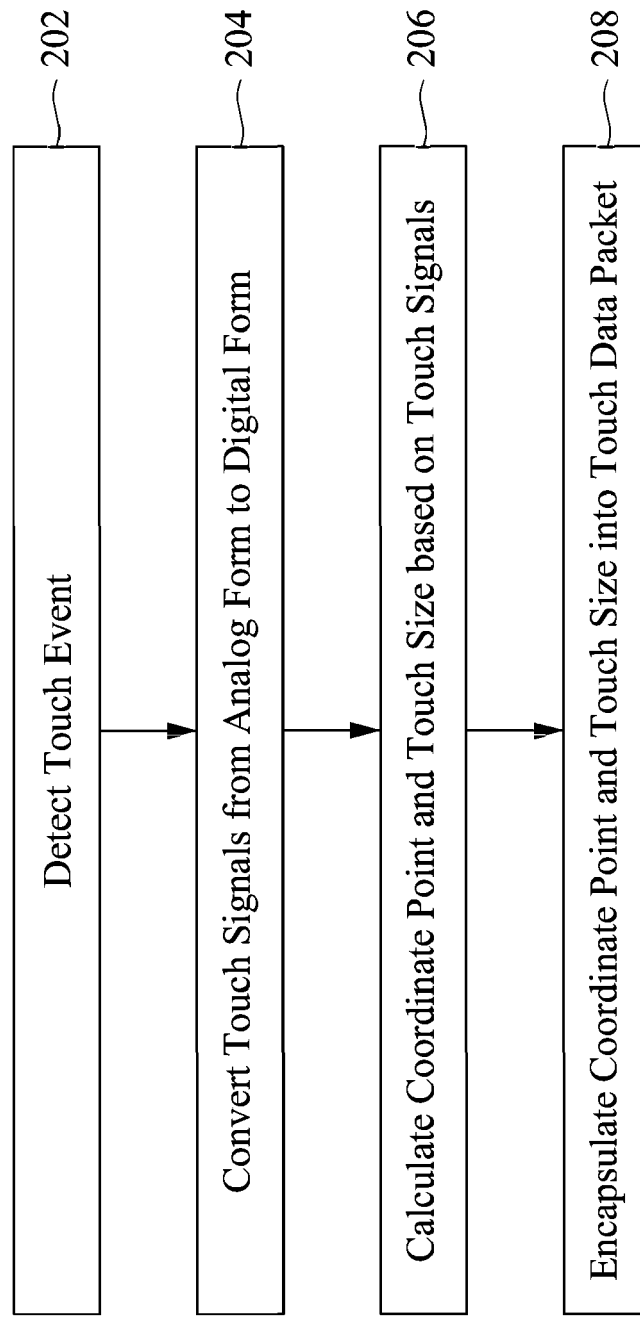 Detect Touch Event
202
Convert Touch Signals from Analog Form to Digital Form
204
Calculate Coordinate Point and Touch Size based on Touch Signals
206
Encapsulate Coordinate Point and Touch Size into Touch Data Packet
208